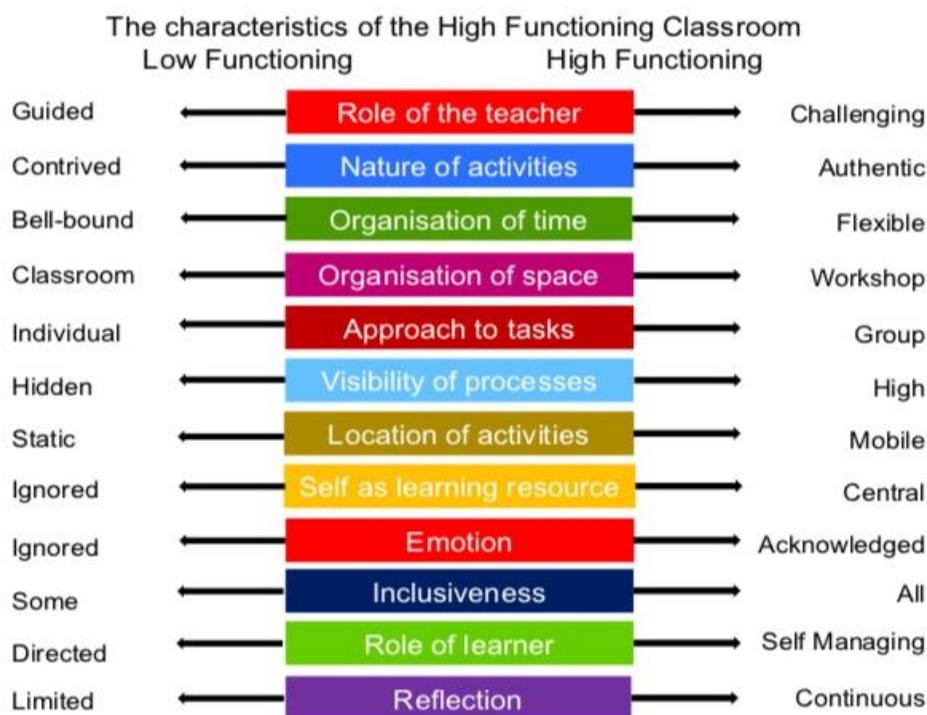 The characteristics of the High Functioning Classroom
Low Functioning High Functioning
Guided Role of the teacher Challenging
Contrived Nature of activities Authentic
Bell-bound Organisation of time Flexible
Classroom Organisation of space Workshop
Individual Approach to tasks Group
Hidden Visibility of processes High
Static Location of activities Mobile
Ignored Self as learning resource Central
Ignored Emotion Acknowledged
Some Inclusiveness All
Directed Role of learner Self Managing
Limited Reflection Continuous